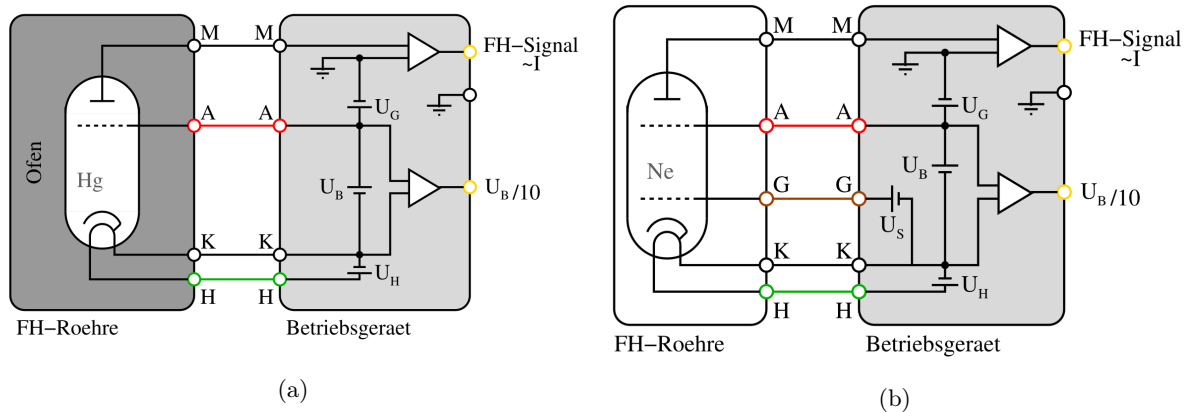 M
M
FH−Signal
~I
U_G
A
A
Ofen
Hg
U_B
U_B/10
K
K
U_H
H
H
FH−Roehre
Betriebsgeraet
(a)
M
M
FH−Signal
~I
U_G
A
A
U_B
Ne
G
G
U_B/10
U_S
K
K
U_H
H
H
FH−Roehre
Betriebsgeraet
(b)